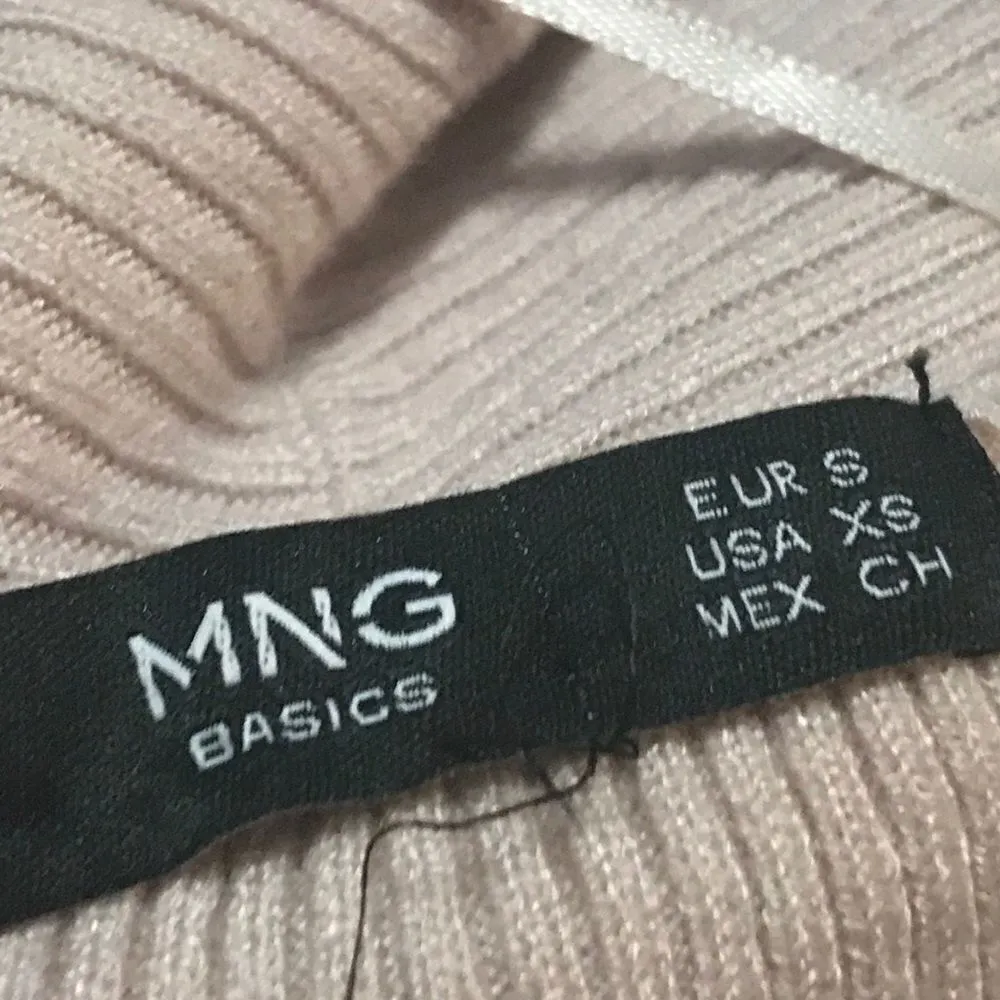 MNG
BASICS
EUR S
USA XS
MEX CH